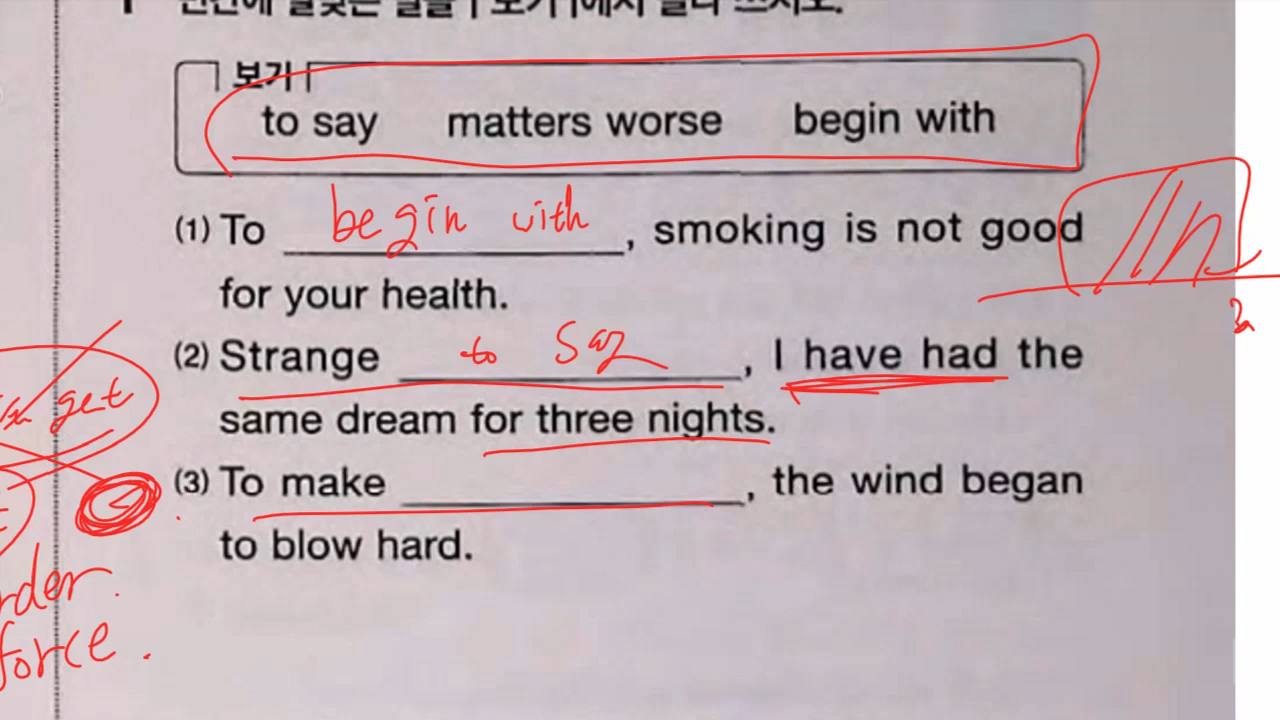 보기
to say matters worse begin with
(1) To begin with, smoking is not good
for your health.
(2) Strange to say, I have had the
same dream for three nights.
get
(3) To make ____, the wind began
to blow hard.
rder.
force.